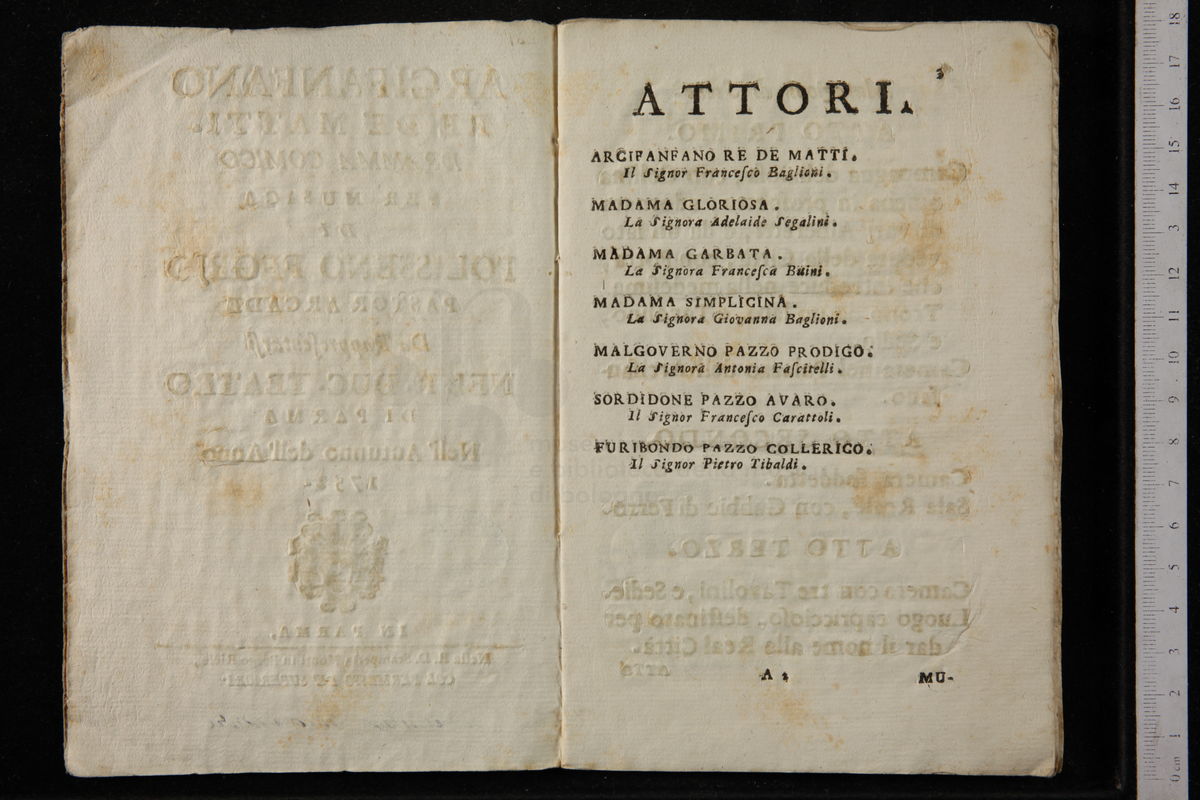 3
ATTORI.
ARCIFANFANO RE DE MATTI.
Il Signor Franceſco Baglioni.
MADAMA GLORIOSA.
La Signora Adelaide Segalini.
MADAMA GARBATA.
La Signora Franceſca Buini.
MADAMA SIMPLICINA.
La Signora Giovanna Baglioni.
MALGOVERNO PAZZO PRODIGO.
La Signora Antonia Faſcitelli.
SORDIDONE PAZZO AVARO.
Il Signor Franceſco Carattoli.
FURIBONDO PAZZO COLLERICO.
Il Signor Pietro Tibaldi.
A 2
MU-